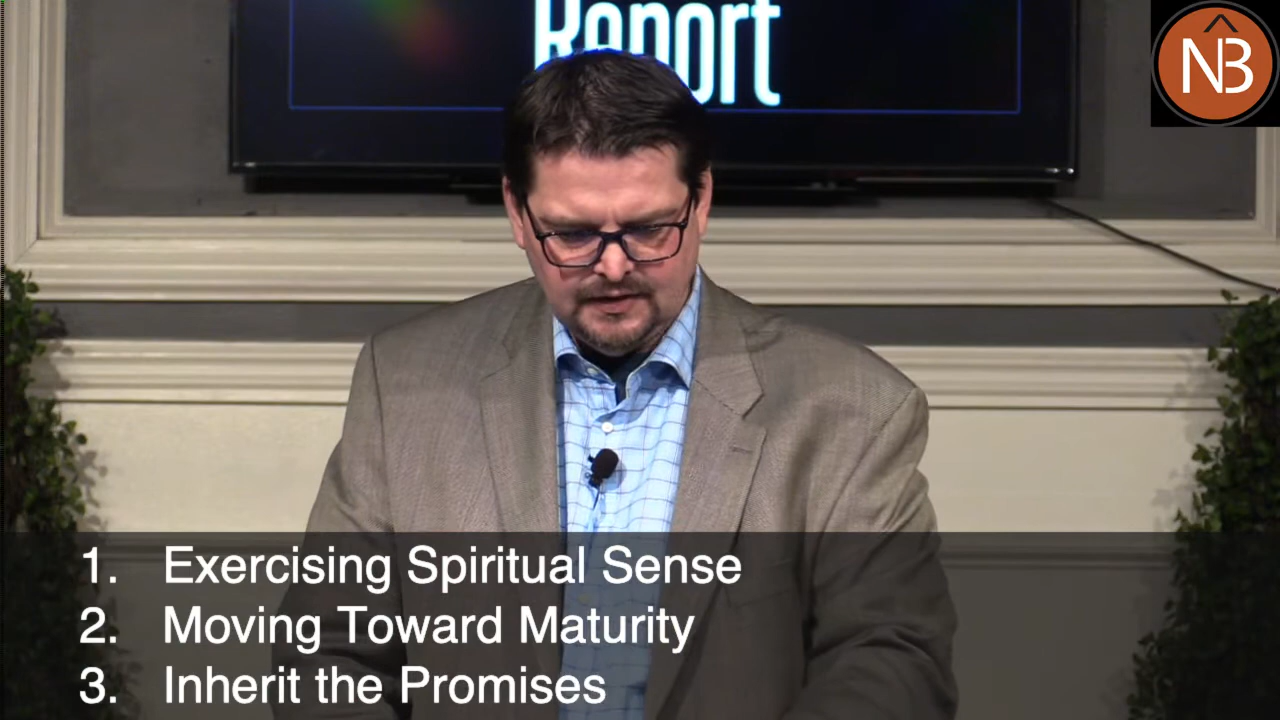 Report
NB
1. Exercising Spiritual Sense
2. Moving Toward Maturity
3. Inherit the Promises